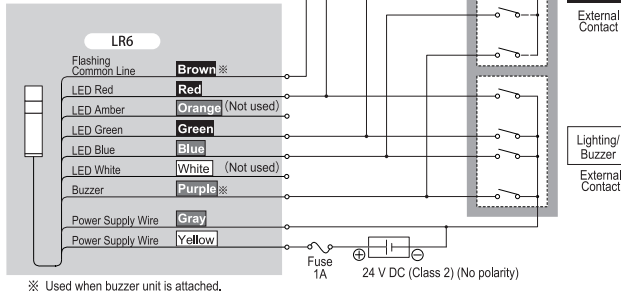 External
Contact
LR6
Flashing
Common Line Brown ※
LED Red Red
LED Amber Orange (Not used)
LED Green Green
LED Blue Blue
LED White White (Not used)
Buzzer Purple ※
Power Supply Wire Gray
Power Supply Wire Yellow
Lighting/
Buzzer
External
Contact
Fuse
1A
⊕ ⊖
24 V DC (Class 2) (No polarity)
※ Used when buzzer unit is attached.